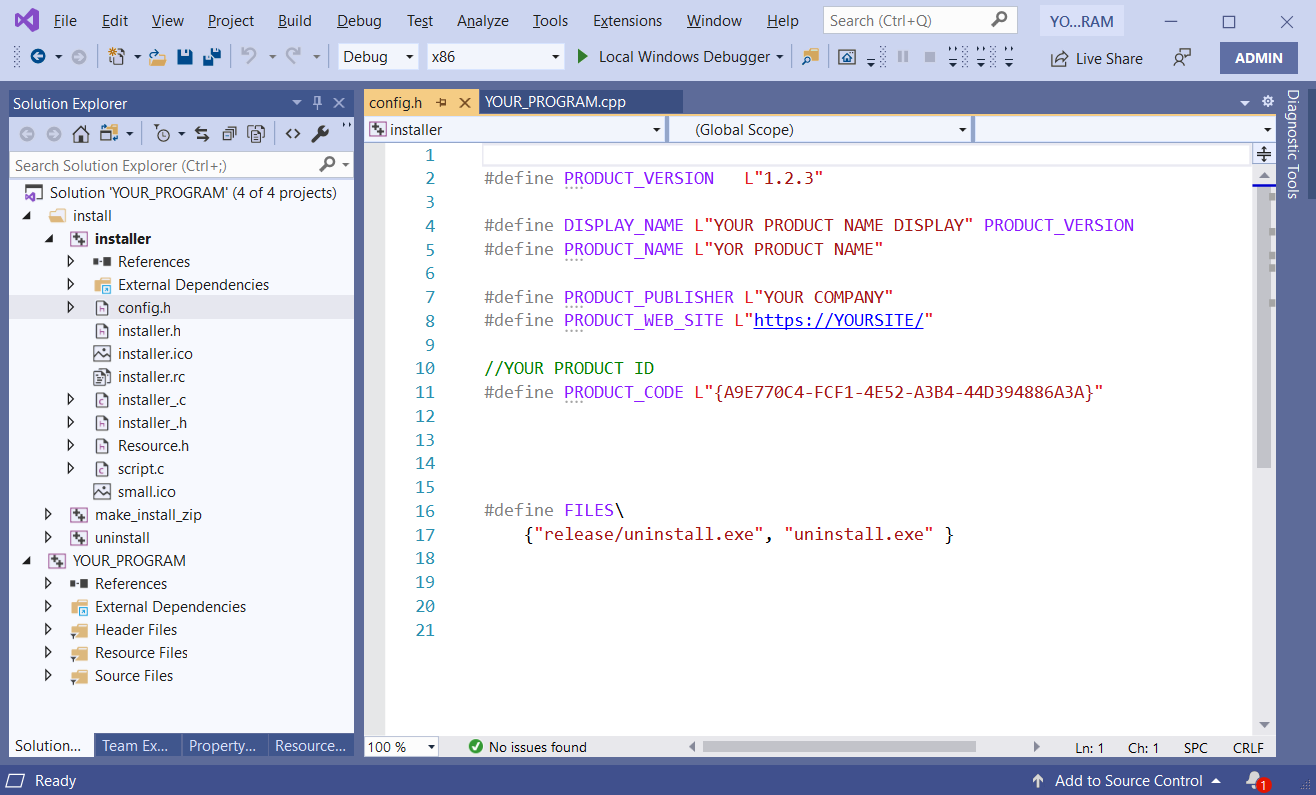 File Edit View Project Build Debug Test Analyze Tools Extensions Window Help Search (Ctrl+Q) YO...RAM
Debug x86 Local Windows Debugger Live Share ADMIN
Solution Explorer
Search Solution Explorer (Ctrl+;)
Solution 'YOUR_PROGRAM' (4 of 4 projects)
install
installer
References
External Dependencies
config.h
installer.h
installer.ico
installer.rc
installer_.c
installer_.h
Resource.h
script.c
small.ico
make_install_zip
uninstall
YOUR_PROGRAM
References
External Dependencies
Header Files
Resource Files
Source Files
Solution... Team Ex... Property... Resource...
config.h YOUR_PROGRAM.cpp
installer (Global Scope)
1
2 #define PRODUCT_VERSION L"1.2.3"
3
4 #define DISPLAY_NAME L"YOUR PRODUCT NAME DISPLAY" PRODUCT_VERSION
5 #define PRODUCT_NAME L"YOR PRODUCT NAME"
6
7 #define PRODUCT_PUBLISHER L"YOUR COMPANY"
8 #define PRODUCT_WEB_SITE L"https://YOURSITE/"
9
10 //YOUR PRODUCT ID
11 #define PRODUCT_CODE L"{A9E770C4-FCF1-4E52-A3B4-44D394886A3A}"
12
13
14
15
16 #define FILES\
17 {"release/uninstall.exe", "uninstall.exe" }
18
19
20
21
100 % No issues found Ln: 1 Ch: 1 SPC CRLF
Diagnostic Tools
Ready Add to Source Control 1